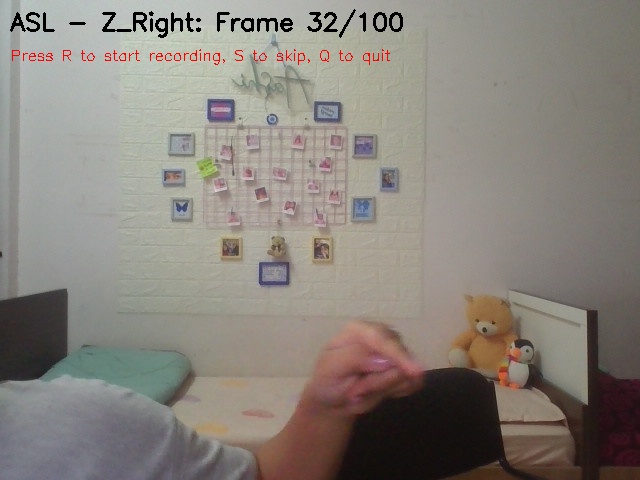 ASL - Z_Right: Frame 32/100
Press R to start recording, S to skip, Q to quit